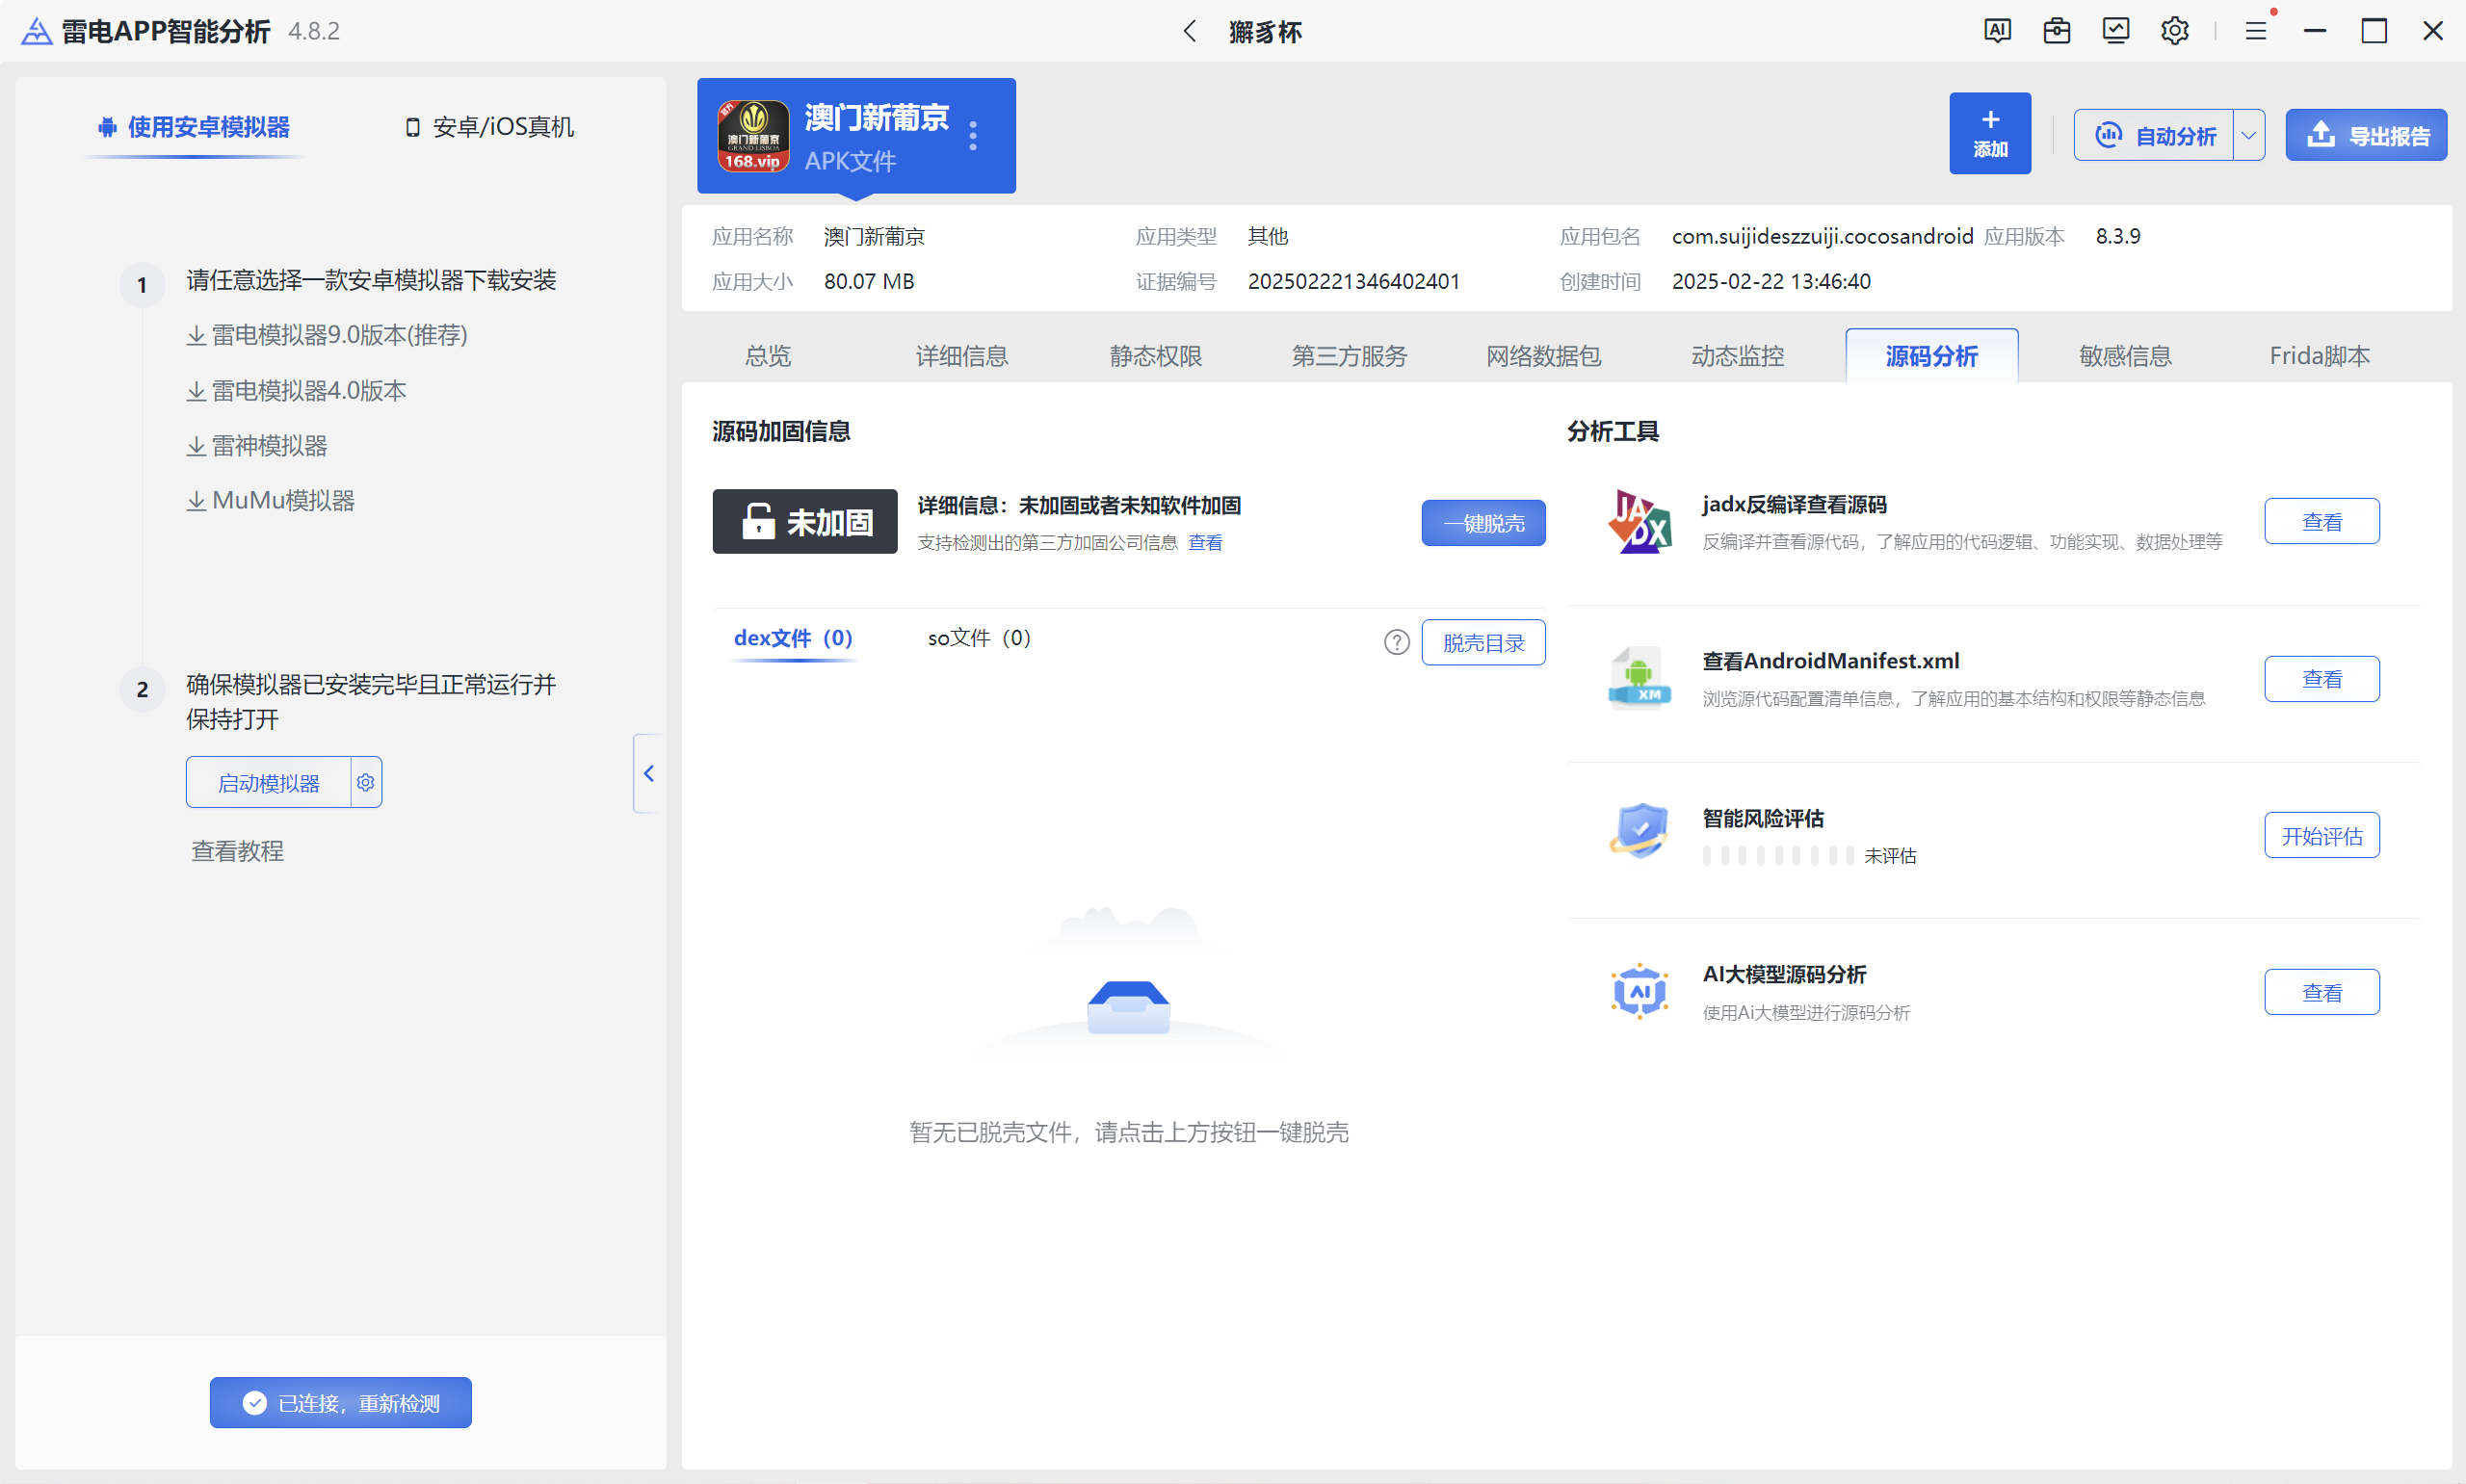 雷电APP智能分析 4.8.2
獬豸杯
AI
使用安卓模拟器
安卓/iOS真机
1
请任意选择一款安卓模拟器下载安装
雷电模拟器9.0版本(推荐)
雷电模拟器4.0版本
雷神模拟器
MuMu模拟器
2
确保模拟器已安装完毕且正常运行并
保持打开
启动模拟器
查看教程
已连接，重新检测
官方
澳门新葡京
GRAND LISBOA
168.vip
澳门新葡京
APK文件
添加
自动分析
导出报告
应用名称 澳门新葡京 应用类型 其他 应用包名 com.suijideszzuiji.cocosandroid 应用版本 8.3.9
应用大小 80.07 MB 证据编号 202502221346402401 创建时间 2025-02-22 13:46:40
总览 详细信息 静态权限 第三方服务 网络数据包 动态监控 源码分析 敏感信息 Frida脚本
源码加固信息
未加固
详细信息：未加固或者未知软件加固
支持检测出的第三方加固公司信息 查看
一键脱壳
dex文件（0）
so文件（0）
?
脱壳目录
暂无已脱壳文件，请点击上方按钮一键脱壳
分析工具
JADX
jadx反编译查看源码
反编译并查看源代码，了解应用的代码逻辑、功能实现、数据处理等
查看
XM
查看AndroidManifest.xml
浏览源代码配置清单信息，了解应用的基本结构和权限等静态信息
查看
智能风险评估
未评估
开始评估
AI
AI大模型源码分析
使用Ai大模型进行源码分析
查看